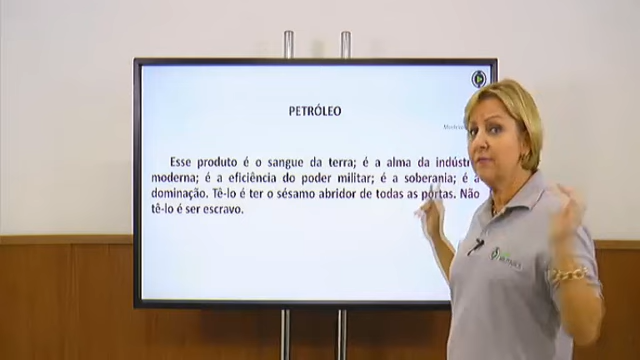 PETRÓLEO
Esse produto é o sangue da terra; é a alma da
moderna; é a eficiência do poder militar; é a soberania; é a
dominação. Tê-lo é ter o sésamo abridor de todas as portas. Não
tê-lo é ser escravo.